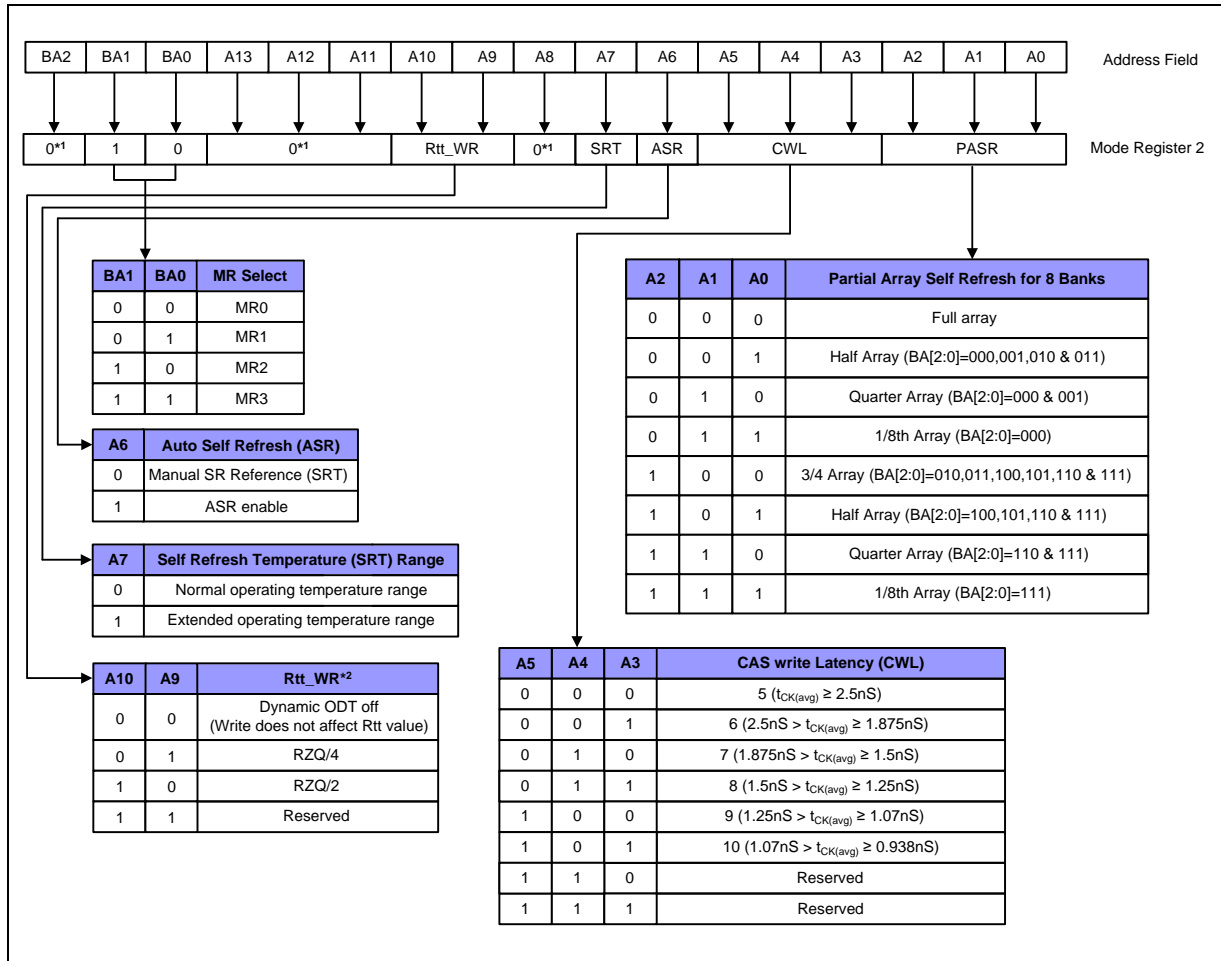 BA2 BA1 BA0 A13 A12 A11 A10 A9 A8 A7 A6 A5 A4 A3 A2 A1 A0 Address Field
0*1 1 0 0*1 Rtt_WR 0*1 SRT ASR CWL PASR Mode Register 2
BA1 BA0 MR Select
0 0 MR0
0 1 MR1
1 0 MR2
1 1 MR3
A6 Auto Self Refresh (ASR)
0 Manual SR Reference (SRT)
1 ASR enable
A7 Self Refresh Temperature (SRT) Range
0 Normal operating temperature range
1 Extended operating temperature range
A10 A9 Rtt_WR*2
0 0 Dynamic ODT off
(Write does not affect Rtt value)
0 1 RZQ/4
1 0 RZQ/2
1 1 Reserved
A2 A1 A0 Partial Array Self Refresh for 8 Banks
0 0 0 Full array
0 0 1 Half Array (BA[2:0]=000,001,010 & 011)
0 1 0 Quarter Array (BA[2:0]=000 & 001)
0 1 1 1/8th Array (BA[2:0]=000)
1 0 0 3/4 Array (BA[2:0]=010,011,100,101,110 & 111)
1 0 1 Half Array (BA[2:0]=100,101,110 & 111)
1 1 0 Quarter Array (BA[2:0]=110 & 111)
1 1 1 1/8th Array (BA[2:0]=111)
A5 A4 A3 CAS write Latency (CWL)
0 0 0 5 (tCK(avg) ≥ 2.5nS)
0 0 1 6 (2.5nS > tCK(avg) ≥ 1.875nS)
0 1 0 7 (1.875nS > tCK(avg) ≥ 1.5nS)
0 1 1 8 (1.5nS > tCK(avg) ≥ 1.25nS)
1 0 0 9 (1.25nS > tCK(avg) ≥ 1.07nS)
1 0 1 10 (1.07nS > tCK(avg) ≥ 0.938nS)
1 1 0 Reserved
1 1 1 Reserved